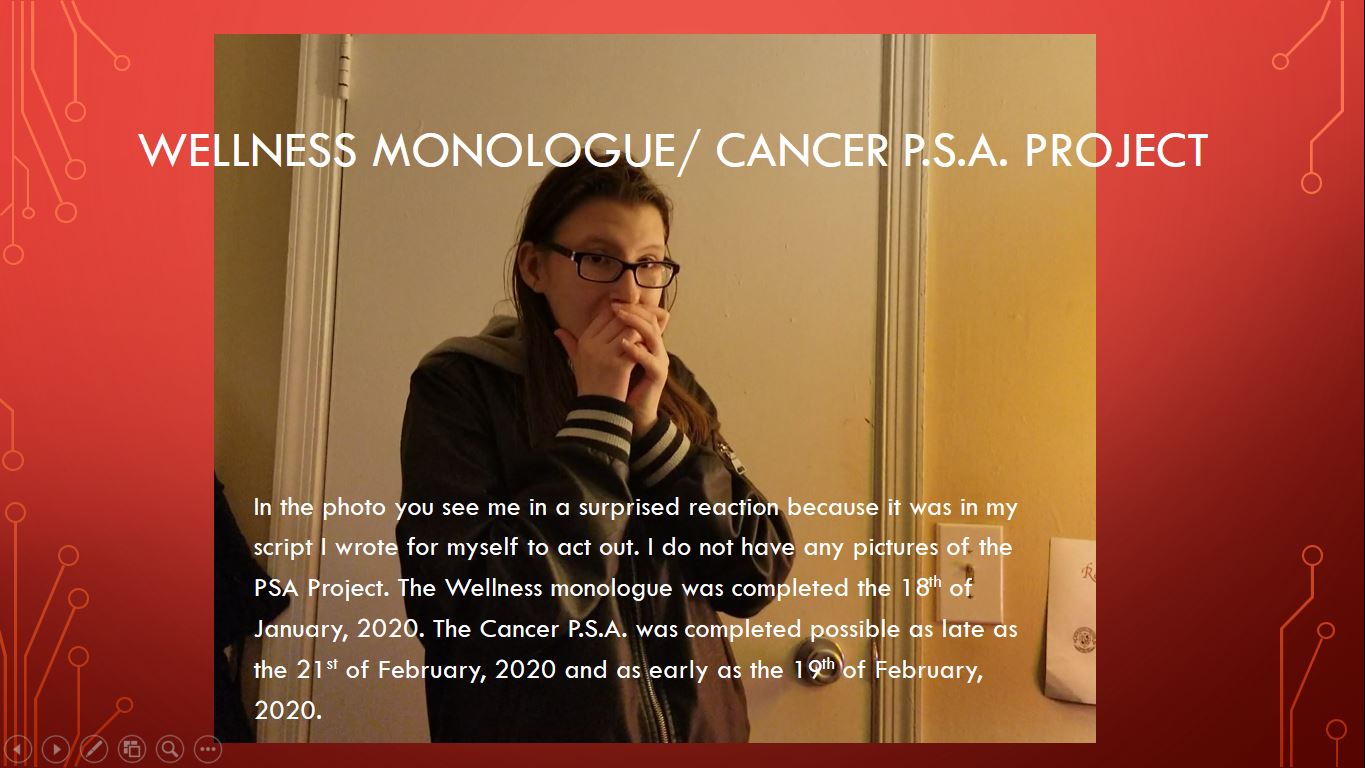 WELLNESS MONOLOGUE/ CANCER P.S.A. PROJECT
In the photo you see me in a surprised reaction because it was in my
script I wrote for myself to act out. I do not have any pictures of the
PSA Project. The Wellness monologue was completed the 18th of
January, 2020. The Cancer P.S.A. was completed possible as late as
the 21st of February, 2020 and as early as the 19th of February,
2020.